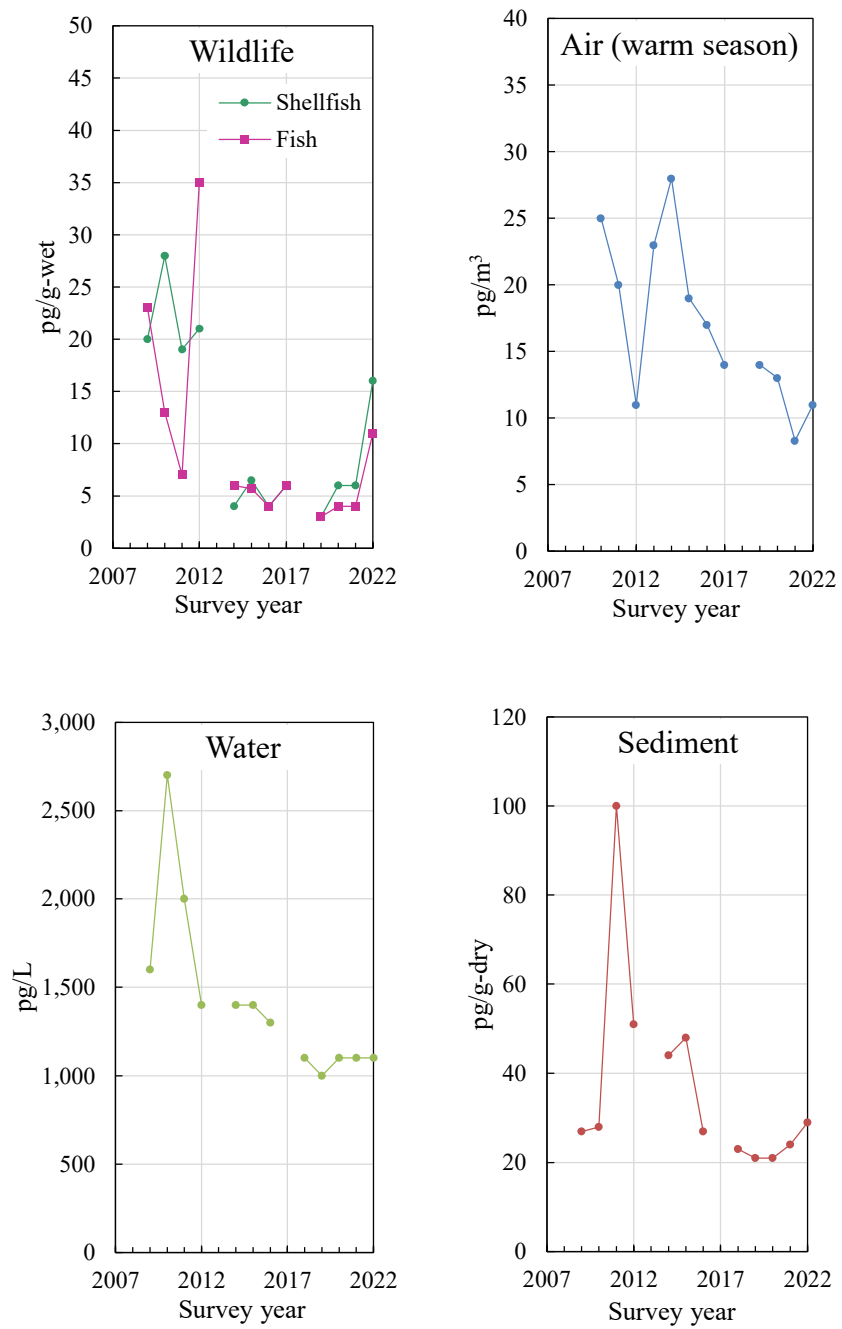 Wildlife
50
45
40
35
30
25
20
15
10
5
0
pg/g-wet
Shellfish
Fish
2007 2012 2017 2022
Survey year
Air (warm season)
40
35
30
25
20
15
10
5
0
pg/m³
2007 2012 2017 2022
Survey year
Water
3,000
2,500
2,000
1,500
1,000
500
0
pg/L
2007 2012 2017 2022
Survey year
Sediment
120
100
80
60
40
20
0
pg/g-dry
2007 2012 2017 2022
Survey year